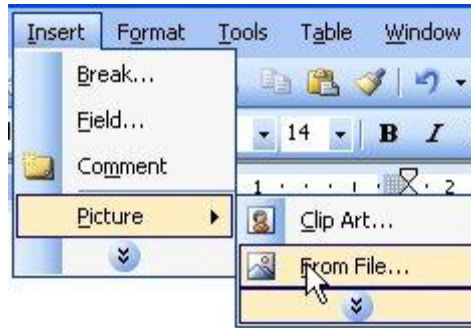 Insert Format Tools Table Window
Break...
Field...
14 B I
Comment
1 2
Picture
Clip Art...
From File...